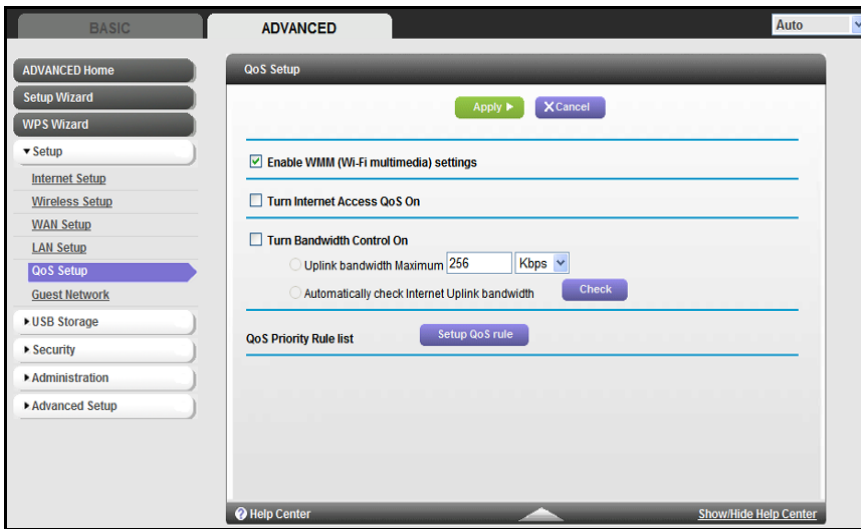 BASIC
ADVANCED
Auto
ADVANCED Home
Setup Wizard
WPS Wizard
Setup
Internet Setup
Wireless Setup
WAN Setup
LAN Setup
QoS Setup
Guest Network
USB Storage
Security
Administration
Advanced Setup
QoS Setup
Apply
Cancel
Enable WMM (Wi-Fi multimedia) settings
Turn Internet Access QoS On
Turn Bandwidth Control On
Uplink bandwidth Maximum 256 Kbps
Automatically check Internet Uplink bandwidth Check
QoS Priority Rule list Setup QoS rule
Help Center Show/Hide Help Center